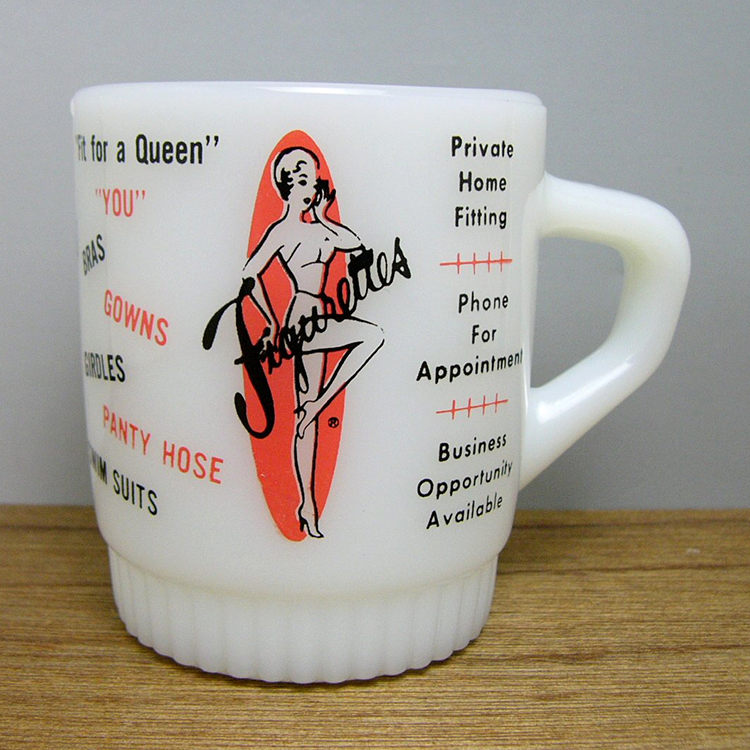 "Fit for a Queen"
"YOU"
BRAS
GOWNS
GIRDLES
PANTY HOSE
SWIM SUITS
Figurettes
®
Private
Home
Fitting
Phone
For
Appointment
Business
Opportunity
Available